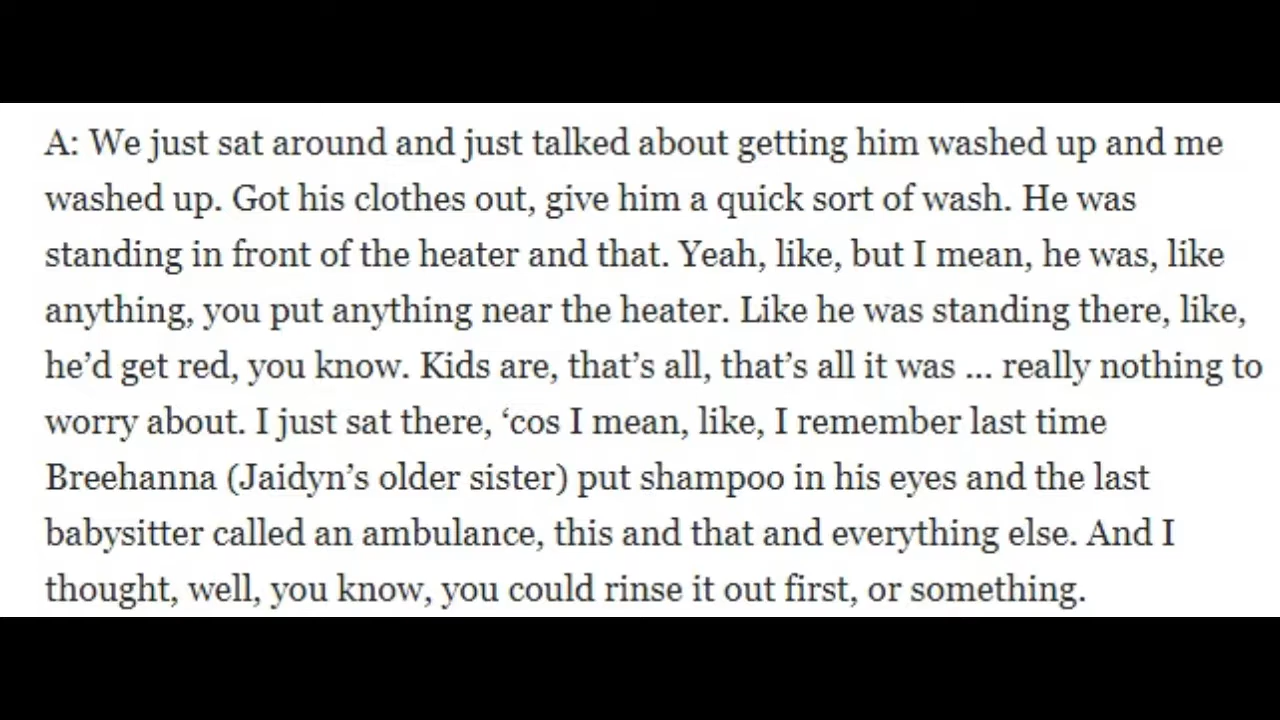 A: We just sat around and just talked about getting him washed up and me
washed up. Got his clothes out, give him a quick sort of wash. He was
standing in front of the heater and that. Yeah, like, but I mean, he was, like
anything, you put anything near the heater. Like he was standing there, like,
he’d get red, you know. Kids are, that’s all, that’s all it was ... really nothing to
worry about. I just sat there, ‘cos I mean, like, I remember last time
Breehanna (Jaidyn’s older sister) put shampoo in his eyes and the last
babysitter called an ambulance, this and that and everything else. And I
thought, well, you know, you could rinse it out first, or something.